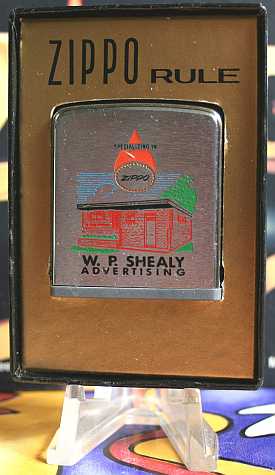 ZIPPO RULE
SPECIALIZING IN
ZIPPO
W. P. SHEALY
ADVERTISING